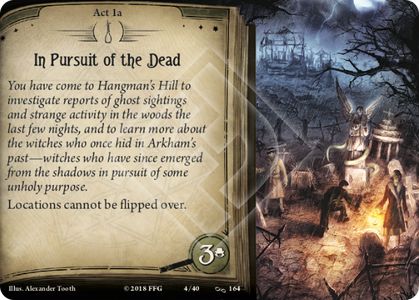 Act 1a
In Pursuit of the Dead
You have come to Hangman's Hill to
investigate reports of ghost sightings
and strange activity in the woods the
last few nights, and to learn more about
the witches who once hid in Arkham's
past—witches who have since emerged
from the shadows in pursuit of some
unholy purpose.
Locations cannot be flipped over.
3
Illus. Alexander Tooth © 2018 FFG 4/40 164